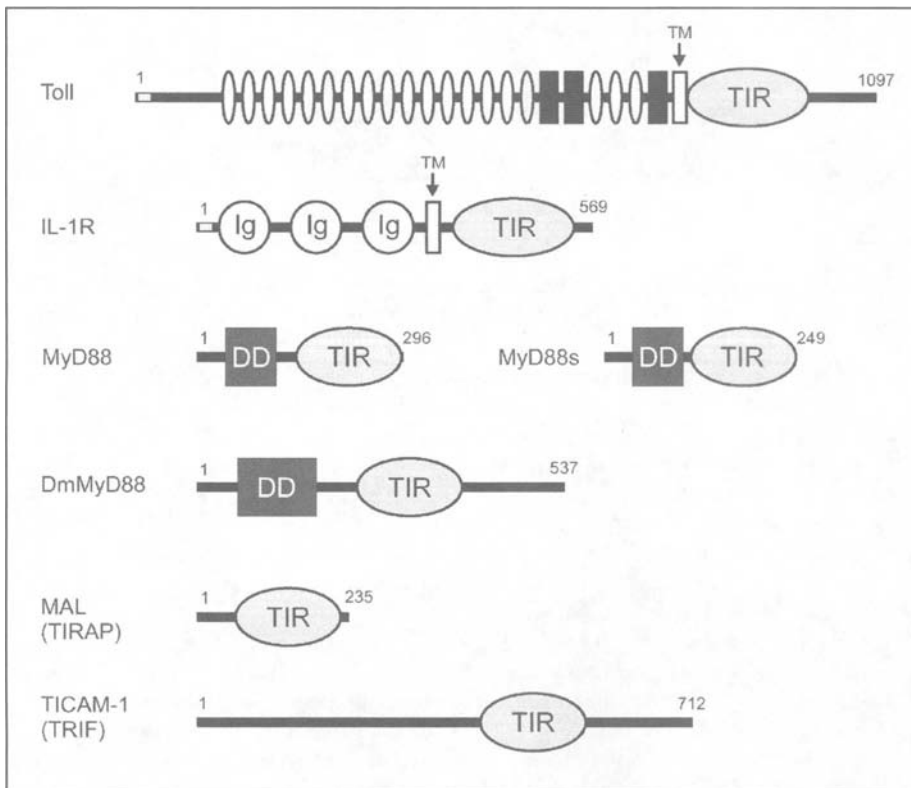 TM
1
Toll
TIR
1097
TM
1
IL-1R
Ig
Ig
Ig
TIR
569
1
MyD88
DD
TIR
296
1
MyD88s
DD
TIR
249
1
DmMyD88
DD
TIR
537
1
MAL
(TIRAP)
TIR
235
1
TICAM-1
(TRIF)
TIR
712